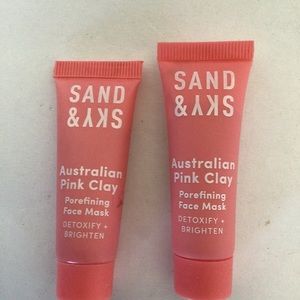 SAND
& SKY
Australian
Pink Clay
Porefining
Face Mask
DETOXIFY +
BRIGHTEN
SAND
& SKY
Australian
Pink Clay
Porefining
Face Mask
DETOXIFY +
BRIGHTEN